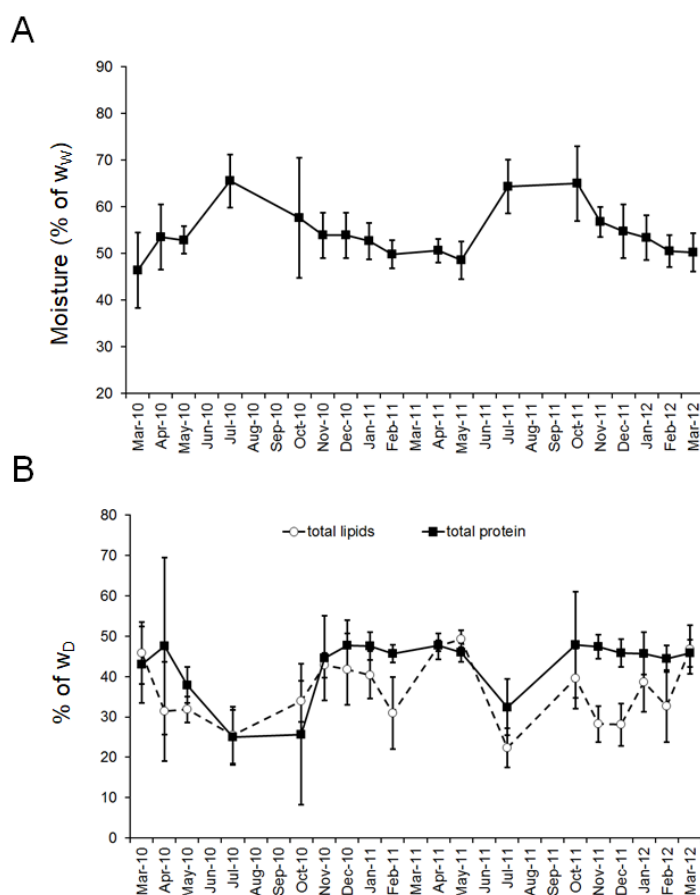 A
Moisture (% of wW)
90
80
70
60
50
40
30
20
Mar-10
Apr-10
May-10
Jun-10
Jul-10
Aug-10
Sep-10
Oct-10
Nov-10
Dec-10
Jan-11
Feb-11
Mar-11
Apr-11
May-11
Jun-11
Jul-11
Aug-11
Sep-11
Oct-11
Nov-11
Dec-11
Jan-12
Feb-12
Mar-12
B
% of wD
total lipids total protein
80
70
60
50
40
30
20
10
0
Mar-10
Apr-10
May-10
Jun-10
Jul-10
Aug-10
Sep-10
Oct-10
Nov-10
Dec-10
Jan-11
Feb-11
Mar-11
Apr-11
May-11
Jun-11
Jul-11
Aug-11
Sep-11
Oct-11
Nov-11
Dec-11
Jan-12
Feb-12
Mar-12